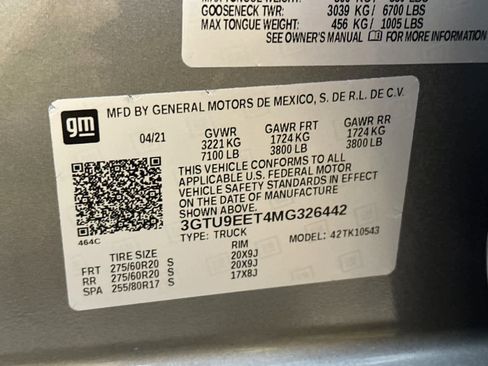 GOOSENECK TWR: 3039 KG / 6700 LBS
MAX TONGUE WEIGHT: 456 KG / 1005 LBS
SEE OWNER'S MANUAL FOR MORE INFORMATION
gm
MFD BY GENERAL MOTORS DE MEXICO, S. DE R.L. DE C.V.
04/21 GVWR GAWR FRT GAWR RR
3221 KG 1724 KG 1724 KG
7100 LB 3800 LB 3800 LB
THIS VEHICLE CONFORMS TO ALL
APPLICABLE U.S. FEDERAL MOTOR
VEHICLE SAFETY STANDARDS IN EFFECT
ON THE DATE OF MANUFACTURE SHOWN ABOVE.
3GTU9EET4MG326442
464C TYPE: TRUCK MODEL: 42TK10543
TIRE SIZE RIM
FRT 275/60R20 S 20X9J
RR 275/60R20 S 20X9J
SPA 255/80R17 S 17X8J